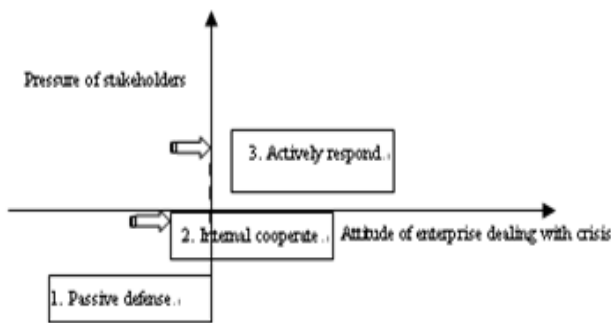 Pressure of stakeholders
3. Actively respond.
2. Internal cooperate.
Attitude of enterprise dealing with crisis
1. Passive defense.